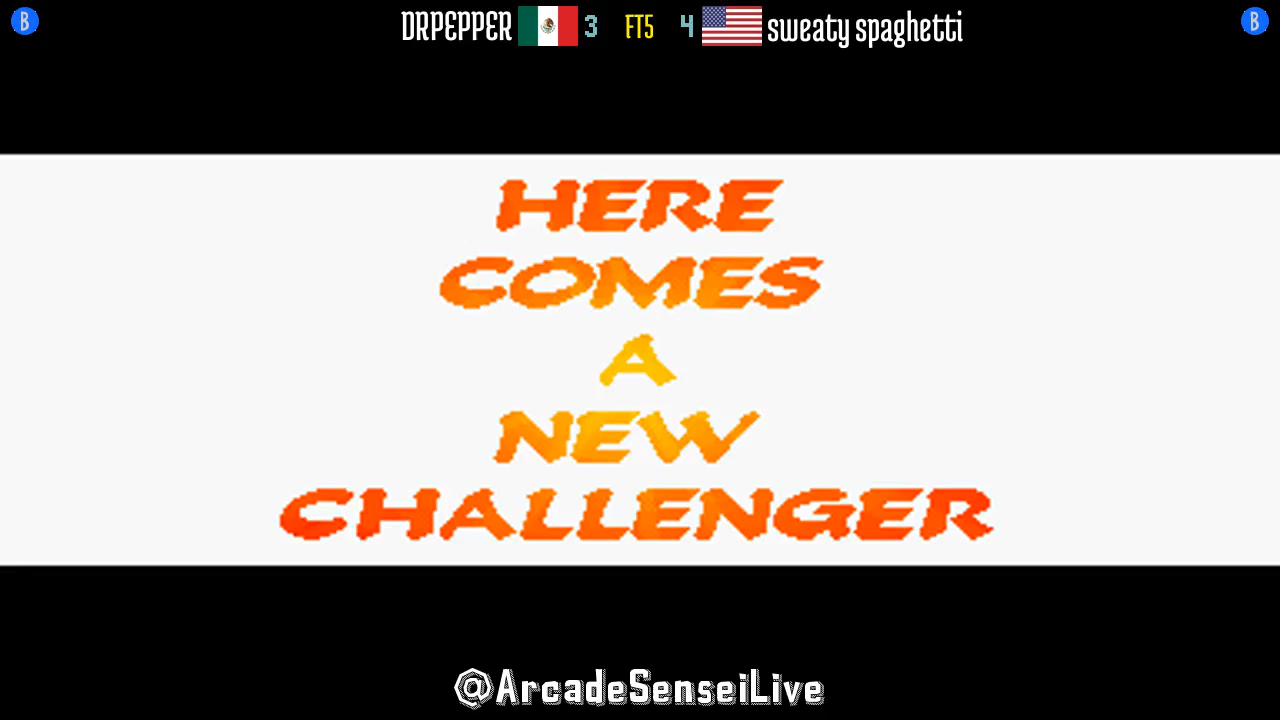 B DRPEPPER 3 FT5 4 sweaty spaghetti B
HERE
COMES
A
NEW
CHALLENGER
@ArcadeSenseiLive